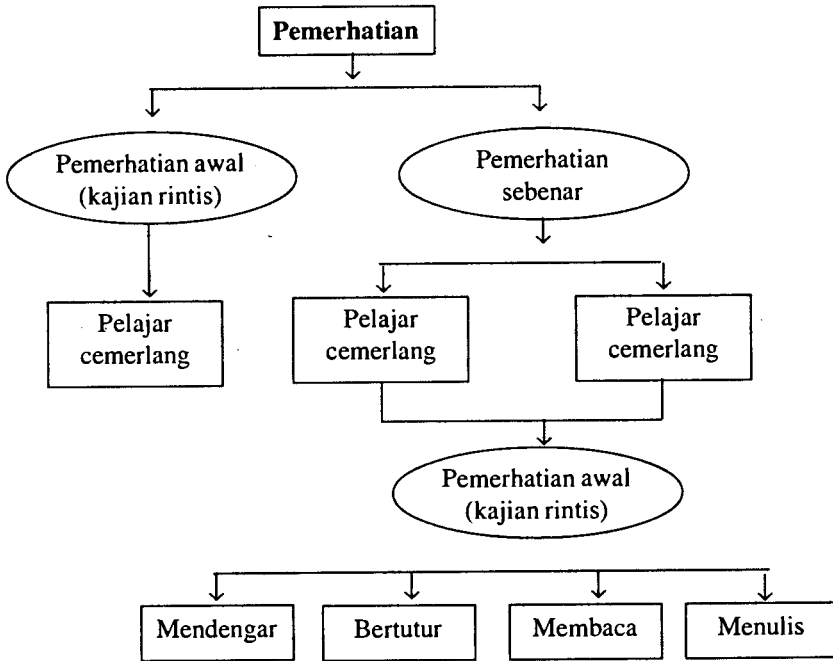 Pemerhatian
Pemerhatian awal
(kajian rintis)
Pemerhatian
sebenar
Pelajar
cemerlang
Pelajar
cemerlang
Pelajar
cemerlang
Pemerhatian awal
(kajian rintis)
Mendengar
Bertutur
Membaca
Menulis